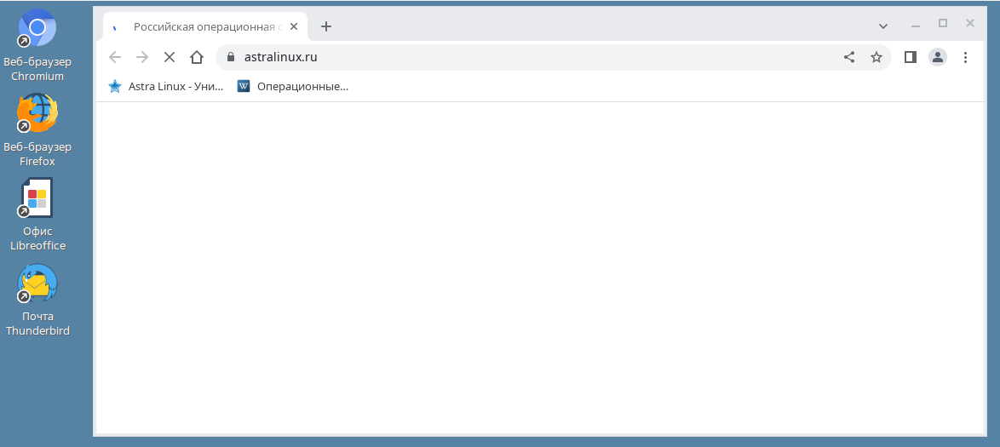 Веб-браузер
Chromium
Веб-браузер
Firefox
Офис
Libreoffice
Почта
Thunderbird
Российская операционная с
astralinux.ru
Astra Linux - Уни...
W Операционные...